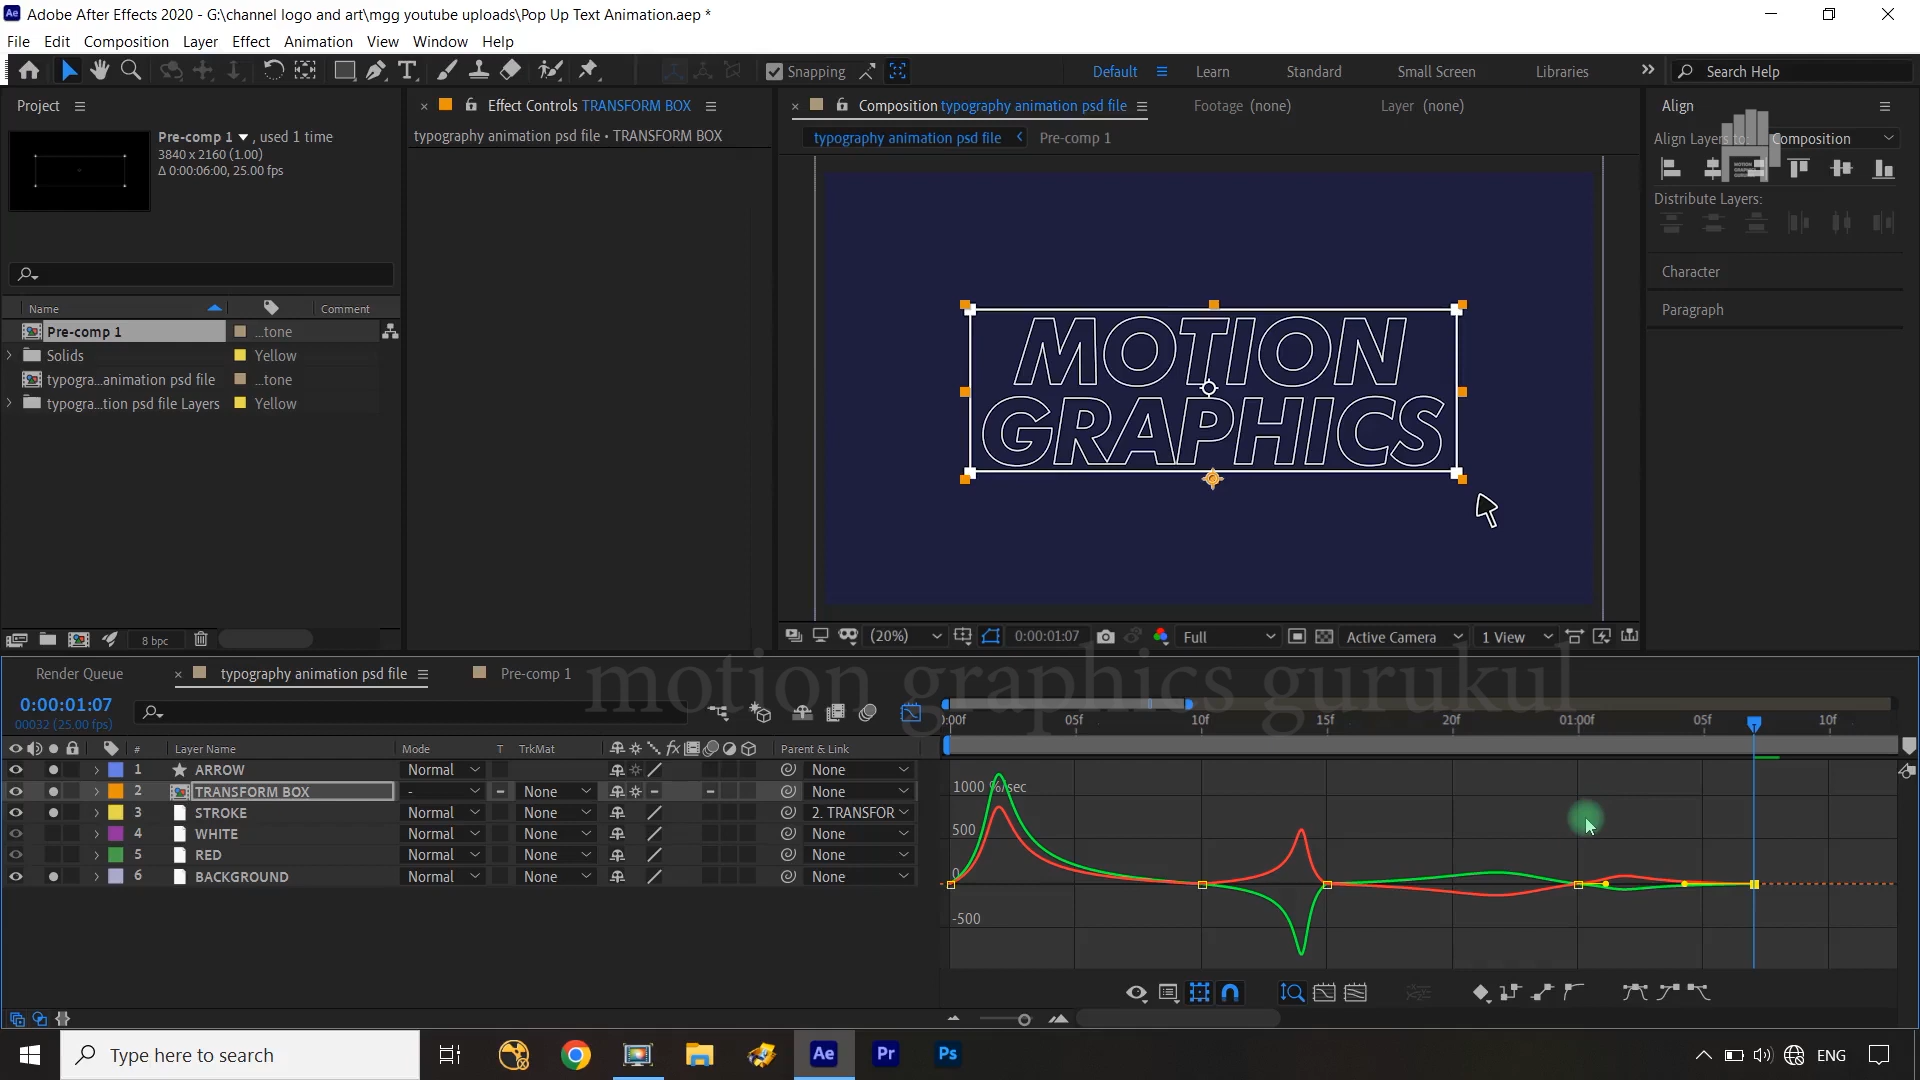 Adobe After Effects 2020 - G:\channel logo and art\mgg youtube uploads\Pop Up Text Animation.aep *
File Edit Composition Layer Effect Animation View Window Help
Snapping Default Learn Standard Small Screen Libraries Search Help
Project
Effect Controls TRANSFORM BOX
Composition typography animation psd file
Footage (none)
Layer (none)
Align
Pre-comp 1 , used 1 time
3840 x 2160 (1.00)
Δ 0:00:06:00, 25.00 fps
typography animation psd file • TRANSFORM BOX
typography animation psd file Pre-comp 1
Align Layers to: Composition
Distribute Layers:
Character
Paragraph
Name Comment
Pre-comp 1 ...tone
Solids Yellow
typogra...animation psd file ...tone
typogra...tion psd file Layers Yellow
MOTION
GRAPHICS
8 bpc
(20%) 0:00:01:07 Full Active Camera 1 View
motion graphics gurukul
Render Queue typography animation psd file Pre-comp 1
0:00:01:07
00032 (25.00 fps)
):00f 05f 10f 15f 20f 01:00f 05f 10f
# Layer Name Mode T TrkMat fx Parent & Link
1 ARROW Normal None
2 TRANSFORM BOX - None None
3 STROKE Normal None 2. TRANSFOR
4 WHITE Normal None None
5 RED Normal None None
6 BACKGROUND Normal None None
1000 %/sec
500
0
-500
Type here to search
Ae Pr Ps
ENG